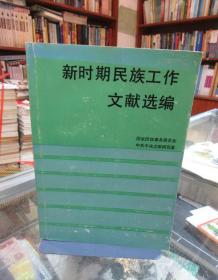 新时期民族工作
文献选编
国家民族事务委员会
中共中央文献研究室